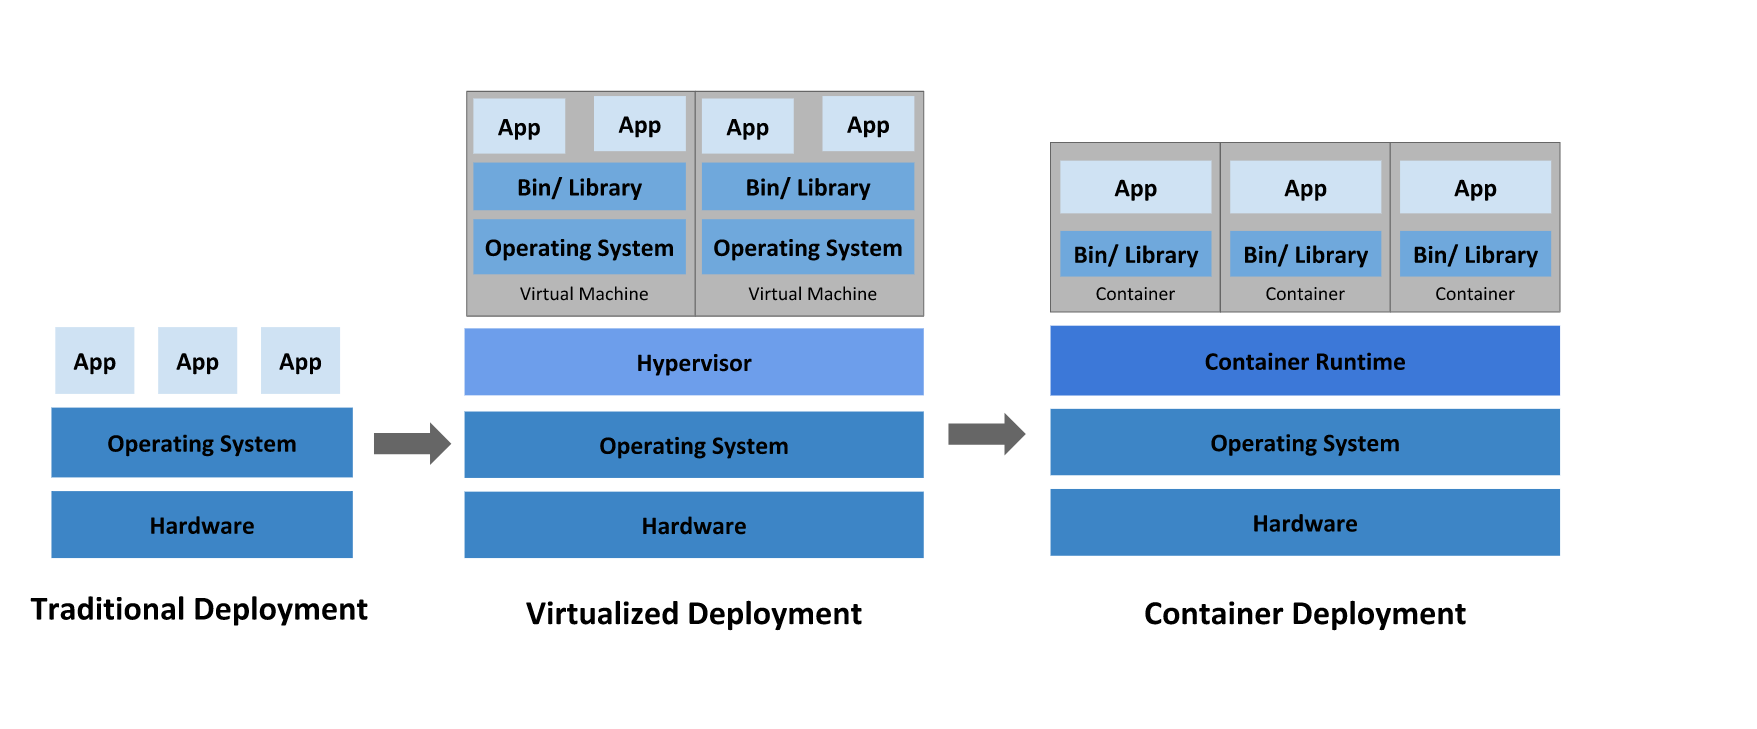 App App App
Operating System
Hardware
Traditional Deployment
App App App App
Bin/ Library Bin/ Library
Operating System Operating System
Virtual Machine Virtual Machine
Hypervisor
Operating System
Hardware
Virtualized Deployment
App App App
Bin/ Library Bin/ Library Bin/ Library
Container Container Container
Container Runtime
Operating System
Hardware
Container Deployment